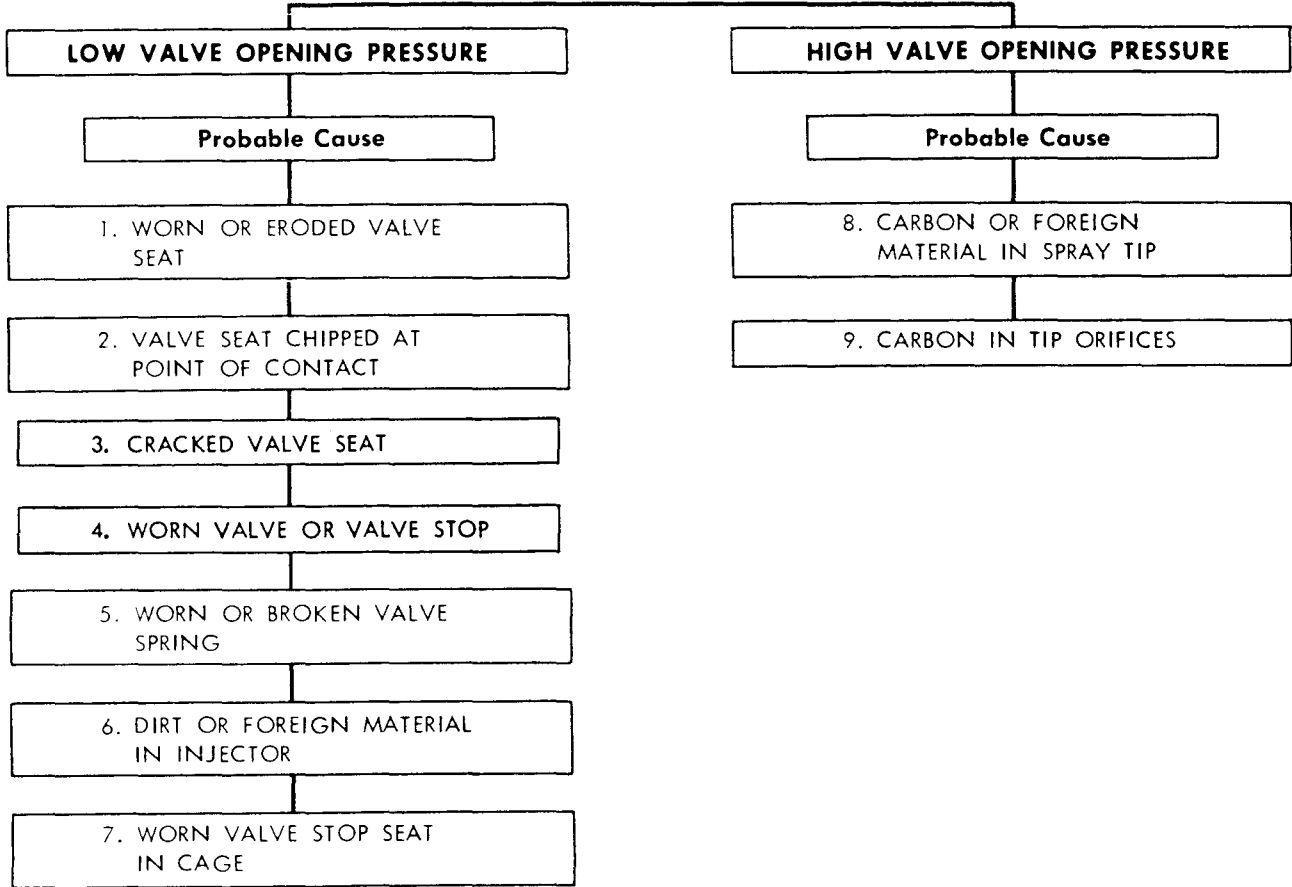 LOW VALVE OPENING PRESSURE
Probable Cause
1. WORN OR ERODED VALVE
SEAT
2. VALVE SEAT CHIPPED AT
POINT OF CONTACT
3. CRACKED VALVE SEAT
4. WORN VALVE OR VALVE STOP
5. WORN OR BROKEN VALVE
SPRING
6. DIRT OR FOREIGN MATERIAL
IN INJECTOR
7. WORN VALVE STOP SEAT
IN CAGE
HIGH VALVE OPENING PRESSURE
Probable Cause
8. CARBON OR FOREIGN
MATERIAL IN SPRAY TIP
9. CARBON IN TIP ORIFICES